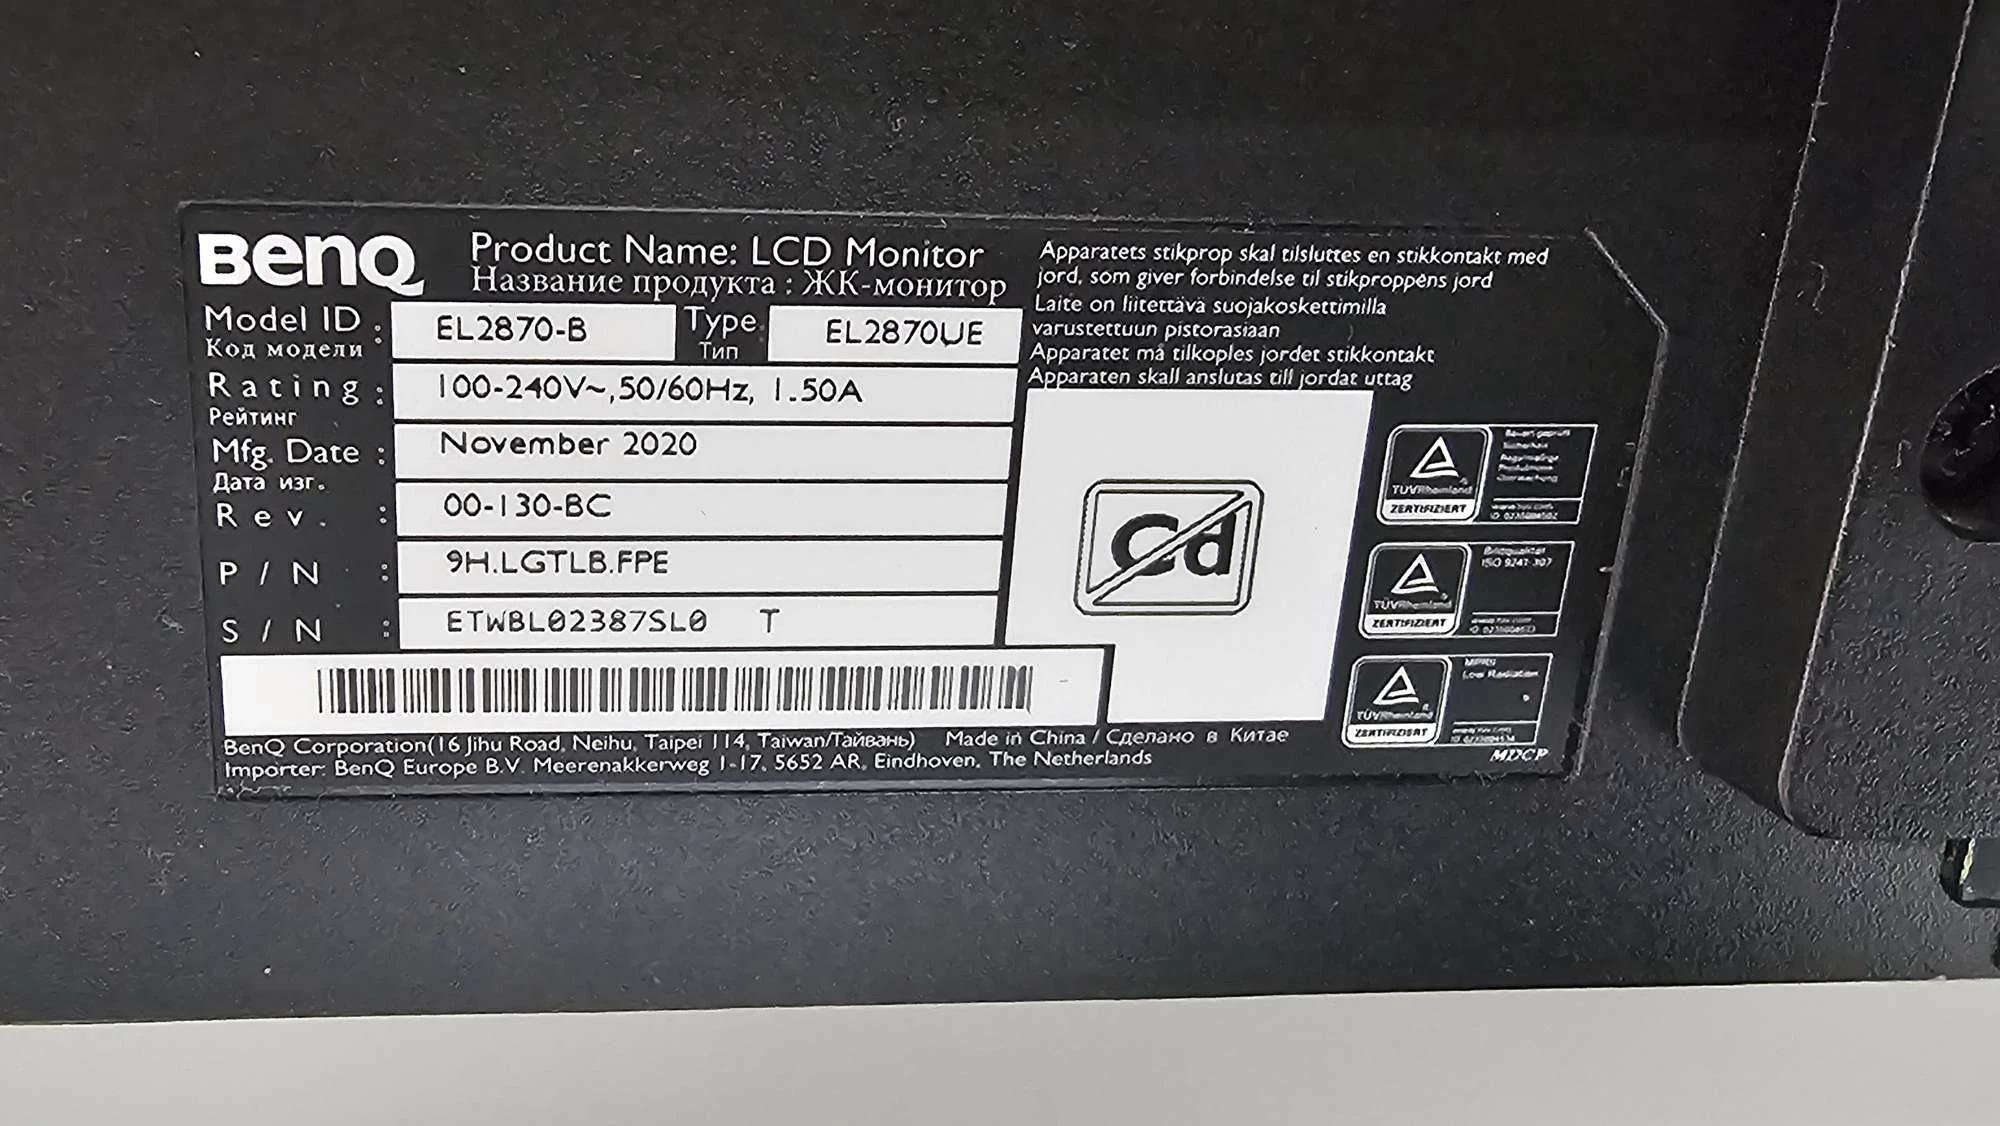 BenQ
Product Name: LCD Monitor
Название продукта : ЖК-монитор
Model ID : EL2870-B Type EL2870UE
Код модели Тип
Rating : 100-240V~,50/60Hz, 1.50A
Рейтинг
Mfg. Date : November 2020
Дата изг.
Rev. : 00-130-BC
P/N : 9H.LGTLB.FPE
S/N : ETWBL02387SL0 T
BenQ Corporation(16 Jihu Road, Neihu, Taipei 114, Taiwan/Тайвань) Made in China / Сделано в Китае
Importer: BenQ Europe B.V. Meerenakkerweg 1-17, 5652 AR, Eindhoven, The Netherlands
Apparatets stikprop skal tilsluttes en stikkontakt med
jord, som giver forbindelse til stikproppens jord
Laite on liitettävä suojakoskettimilla
varustettuun pistorasiaan
Apparatet må tilkoples jordet stikkontakt
Apparaten skall anslutas till jordat uttag
Cd
TÜVRheinland
ZERTIFIZIERT
TÜVRheinland
ZERTIFIZIERT
ISO 9241-307
TÜVRheinland
ZERTIFIZIERT
Low Radiation
MDCP